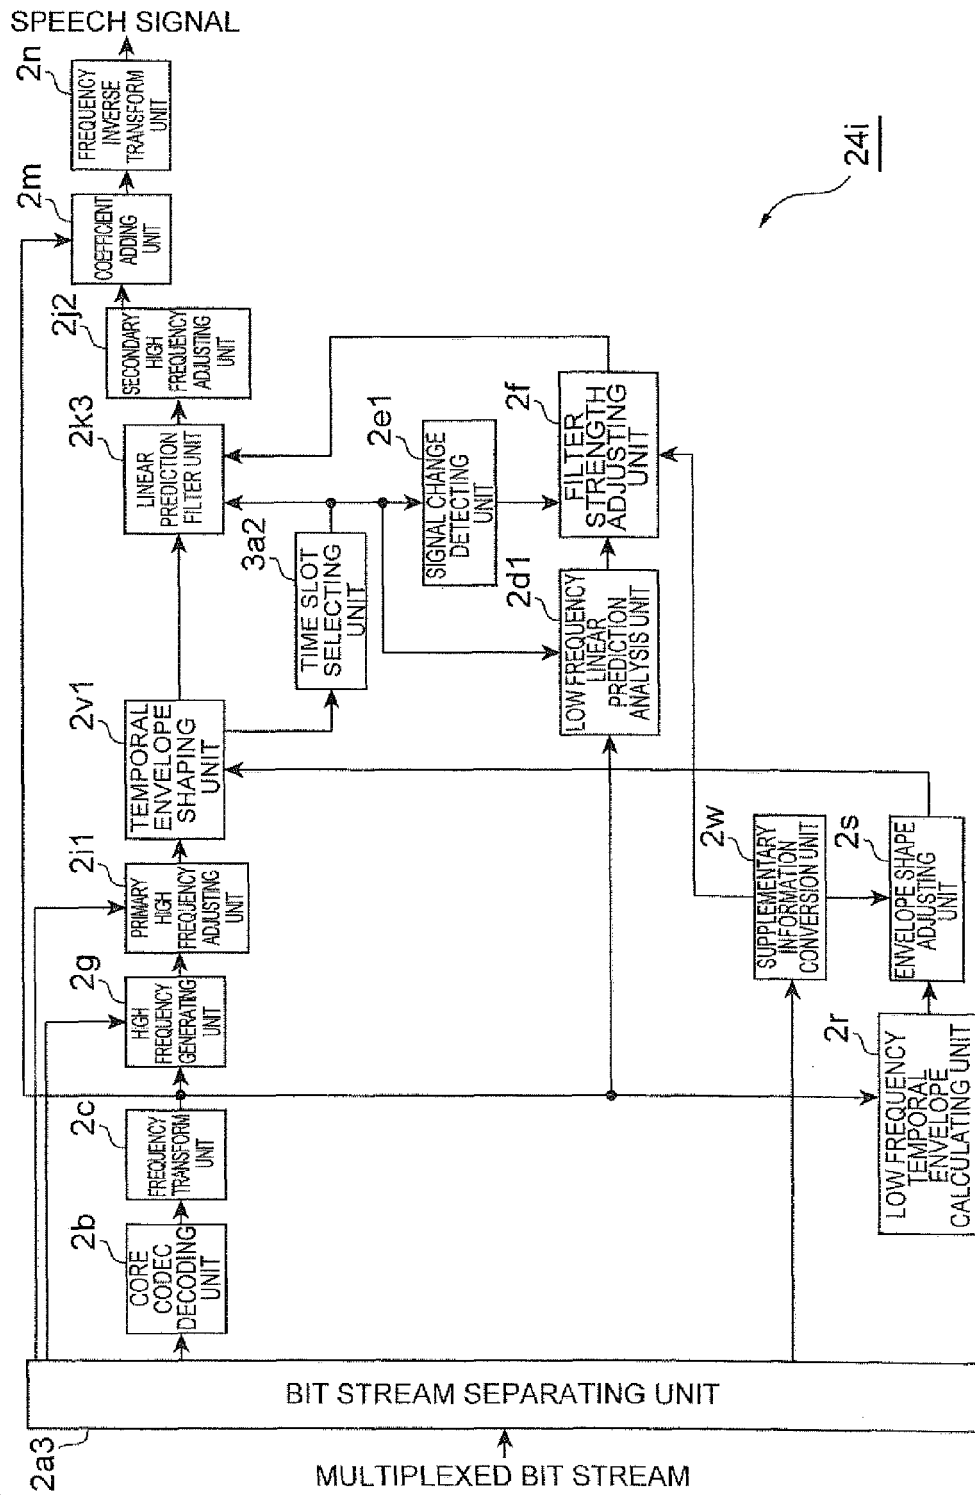 SPEECH SIGNAL
2n
FREQUENCY
INVERSE
TRANSFORM
UNIT
2m
COEFFICIENT
ADDING
UNIT
2j2
SECONDARY
HIGH
FREQUENCY
ADJUSTING
UNIT
2k3
LINEAR
PREDICTION
FILTER UNIT
24i
2f
FILTER
STRENGTH
ADJUSTING
UNIT
2e1
SIGNAL CHANGE
DETECTING
UNIT
3a2
TIME SLOT
SELECTING
UNIT
2d1
LOW FREQUENCY
LINEAR
PREDICTION
ANALYSIS UNIT
2v1
TEMPORAL
ENVELOPE
SHAPING
UNIT
2i1
PRIMARY
HIGH
FREQUENCY
ADJUSTING
UNIT
2g
HIGH
FREQUENCY
GENERATING
UNIT
2w
SUPPLEMENTARY
INFORMATION
CONVERSION UNIT
2s
ENVELOPE SHAPE
ADJUSTING
UNIT
2r
LOW FREQUENCY
TEMPORAL
ENVELOPE
CALCULATING UNIT
2c
FREQUENCY
TRANSFORM
UNIT
2b
CORE
CODEC
DECODING
UNIT
BIT STREAM SEPARATING UNIT
2a3
MULTIPLEXED BIT STREAM